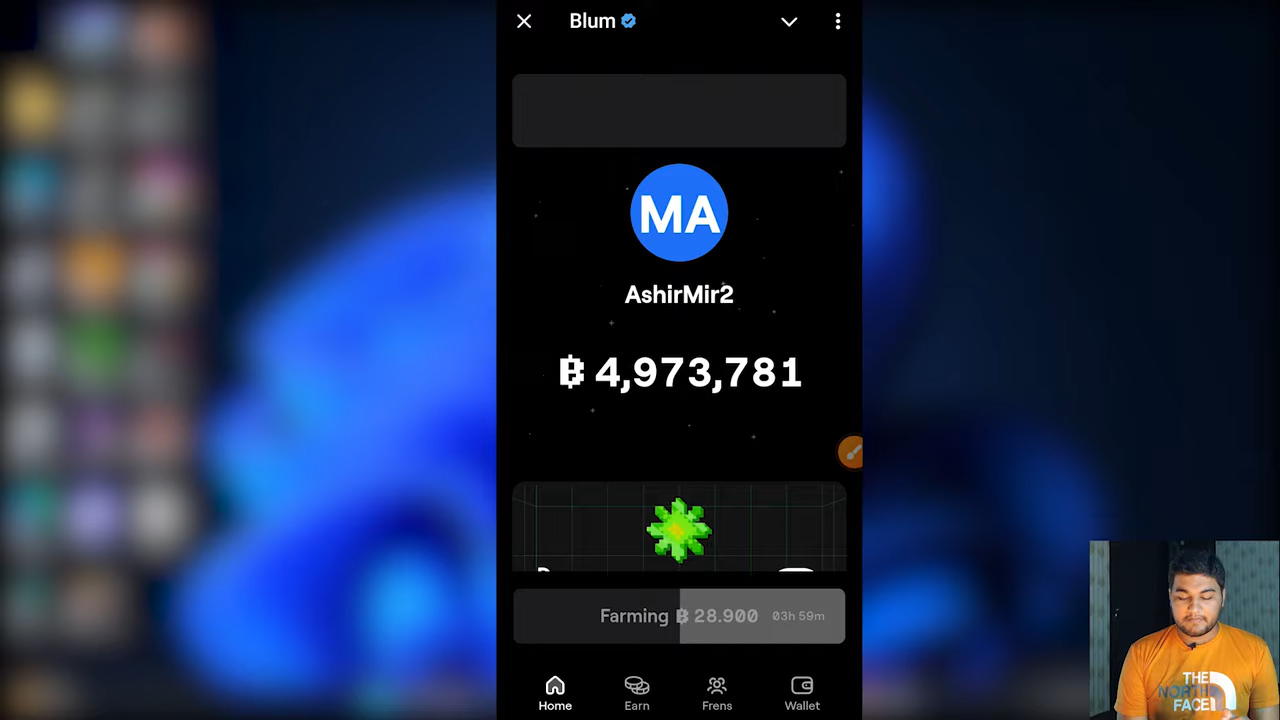 Blum
MA
AshirMir2
4,973,781
Farming 28.900 03h 59m
Home Earn Frens Wallet
THE
NORTH
FACE